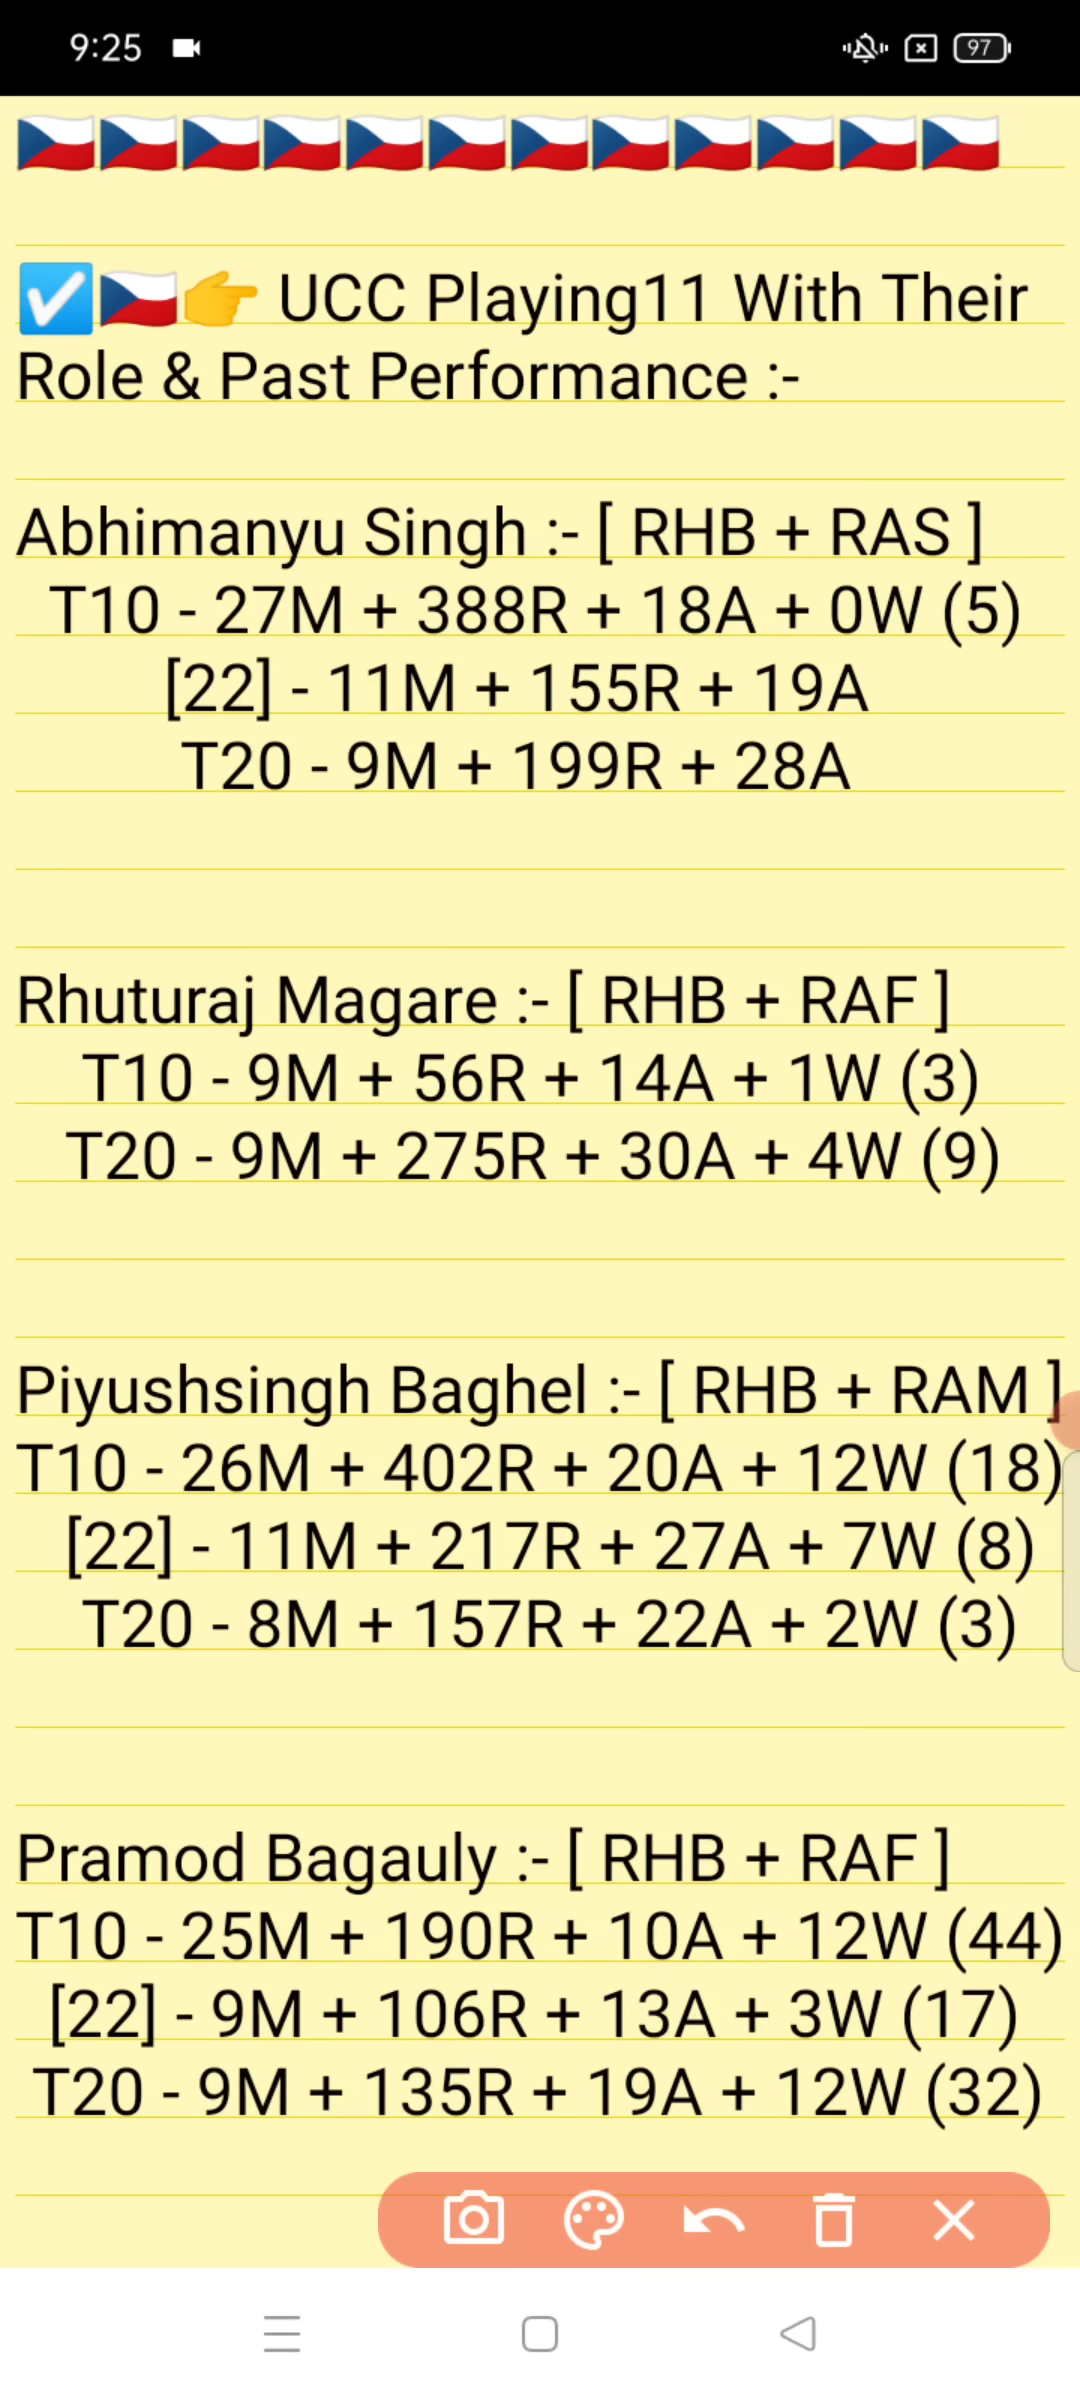 9:25
97
UCC Playing11 With Their
Role & Past Performance :-
Abhimanyu Singh :- [ RHB + RAS ]
T10 - 27M + 388R + 18A + 0W (5)
[22] - 11M + 155R + 19A
T20 - 9M + 199R + 28A
Rhuturaj Magare :- [ RHB + RAF ]
T10 - 9M + 56R + 14A + 1W (3)
T20 - 9M + 275R + 30A + 4W (9)
Piyushsingh Baghel :- [ RHB + RAM ]
T10 - 26M + 402R + 20A + 12W (18)
[22] - 11M + 217R + 27A + 7W (8)
T20 - 8M + 157R + 22A + 2W (3)
Pramod Bagauly :- [ RHB + RAF ]
T10 - 25M + 190R + 10A + 12W (44)
[22] - 9M + 106R + 13A + 3W (17)
T20 - 9M + 135R + 19A + 12W (32)